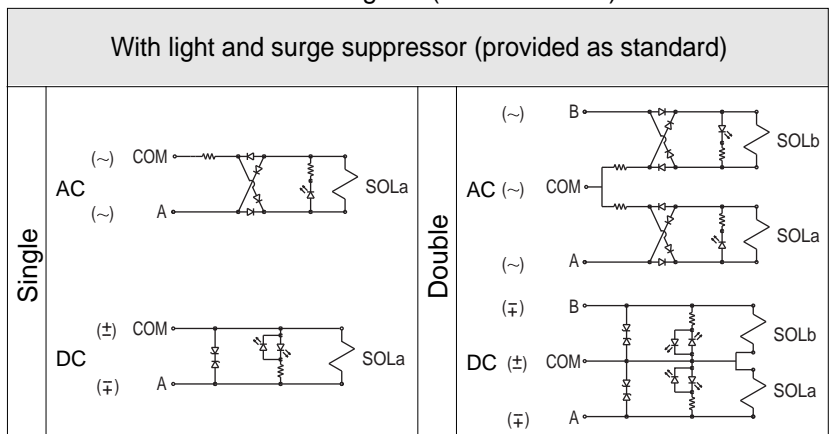 With light and surge suppressor (provided as standard)
Single
AC
(~) COM
(~) A
SOLa
DC
(±) COM
(∓) A
SOLa
Double
AC
(~) B
(~) COM
(~) A
SOLb
SOLa
DC
(∓) B
(±) COM
(∓) A
SOLb
SOLa